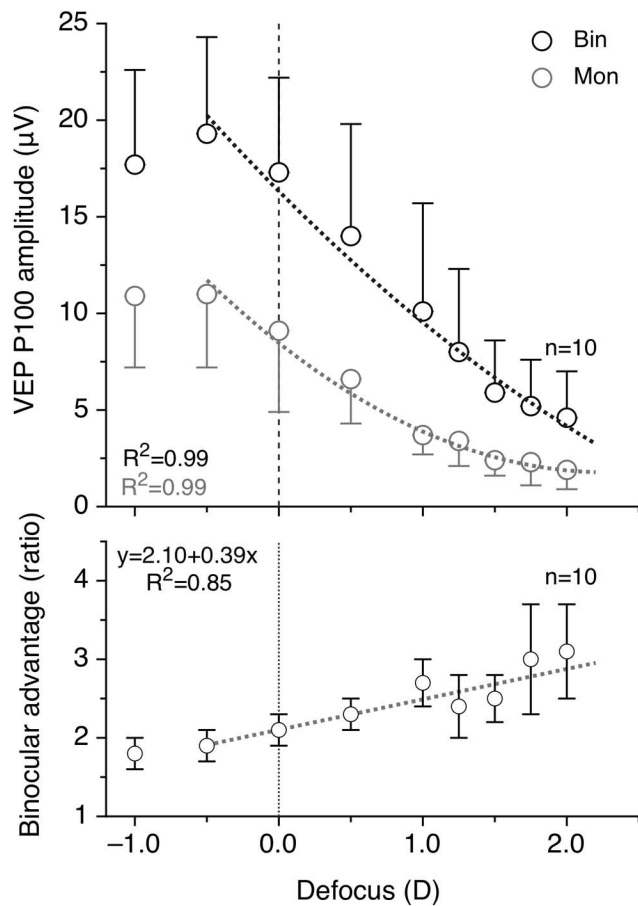 25
20
15
10
5
0
VEP P100 amplitude (µV)
Bin
Mon
n=10
R²=0.99
R²=0.99
4
3
2
1
Binocular advantage (ratio)
y=2.10+0.39x
R²=0.85
n=10
−1.0 0.0 1.0 2.0
Defocus (D)